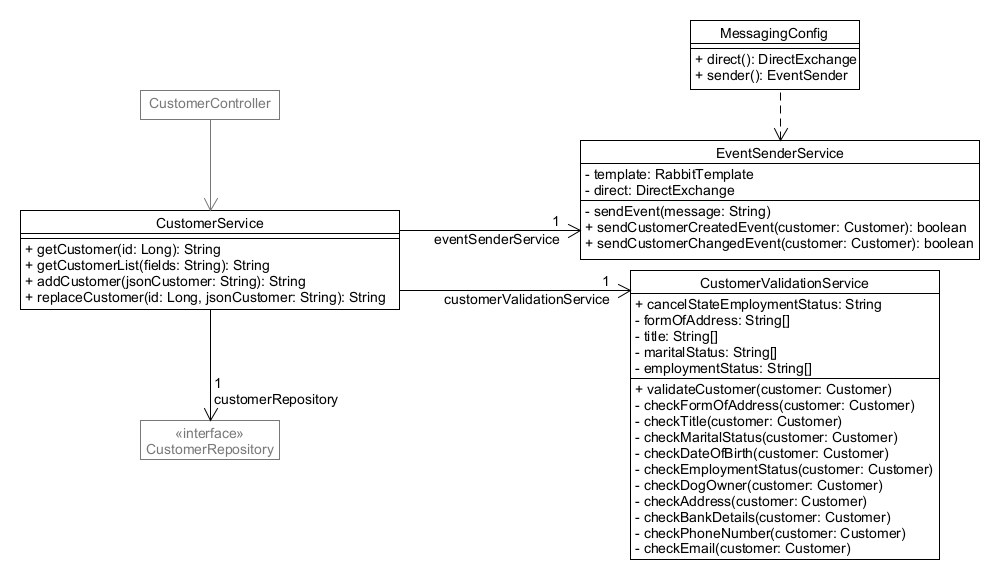 MessagingConfig
+ direct(): DirectExchange
+ sender(): EventSender
CustomerController
EventSenderService
- template: RabbitTemplate
- direct: DirectExchange
- sendEvent(message: String)
+ sendCustomerCreatedEvent(customer: Customer): boolean
+ sendCustomerChangedEvent(customer: Customer): boolean
CustomerService
+ getCustomer(id: Long): String
+ getCustomerList(fields: String): String
+ addCustomer(jsonCustomer: String): String
+ replaceCustomer(id: Long, jsonCustomer: String): String
1
eventSenderService
1
customerValidationService
CustomerValidationService
+ cancelStateEmploymentStatus: String
- formOfAddress: String[]
- title: String[]
- maritalStatus: String[]
- employmentStatus: String[]
+ validateCustomer(customer: Customer)
- checkFormOfAddress(customer: Customer)
- checkTitle(customer: Customer)
- checkMaritalStatus(customer: Customer)
- checkDateOfBirth(customer: Customer)
- checkEmploymentStatus(customer: Customer)
- checkDogOwner(customer: Customer)
- checkAddress(customer: Customer)
- checkBankDetails(customer: Customer)
- checkPhoneNumber(customer: Customer)
- checkEmail(customer: Customer)
1
customerRepository
«interface»
CustomerRepository